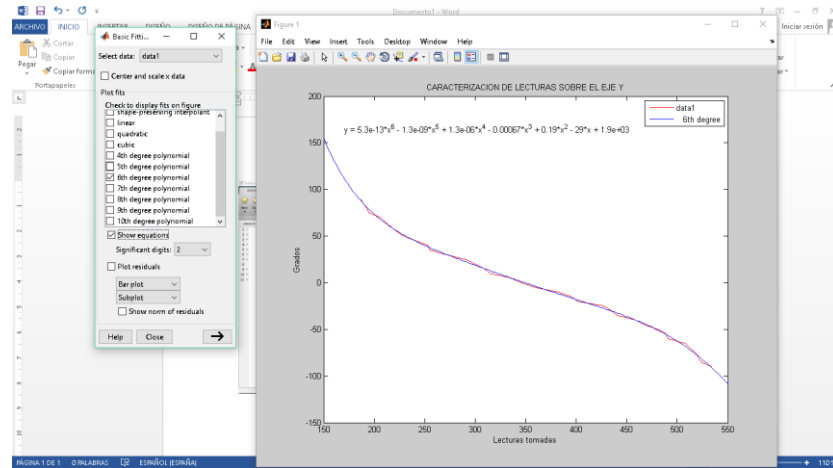 Documento1 - Word
ARCHIVO INICIO INSERTAR DISEÑO DISEÑO DE PÁGINA
Iniciar sesión
Pegar
Cortar
Copiar
Copiar forma
Portapapeles
Basic Fitti...
Select data: data1
Center and scale x data
Plot fits
Check to display fits on figure
shape-preserving interpolant
linear
quadratic
cubic
4th degree polynomial
5th degree polynomial
6th degree polynomial
7th degree polynomial
8th degree polynomial
9th degree polynomial
10th degree polynomial
Show equations
Significant digits: 2
Plot residuals
Bar plot
Subplot
Show norm of residuals
Help Close
Figure 1
File Edit View Insert Tools Desktop Window Help
CARACTERIZACION DE LECTURAS SOBRE EL EJE Y
y = 5.3e-13*x^6 - 1.3e-09*x^5 + 1.3e-06*x^4 - 0.00067*x^3 + 0.19*x^2 - 29*x + 1.9e+03
data1
6th degree
200
150
100
50
0
-50
-100
-150
Grados
150 200 250 300 350 400 450 500 550
Lecturas tomadas
PÁGINA 1 DE 1 0 PALABRAS ESPAÑOL (ESPAÑA)